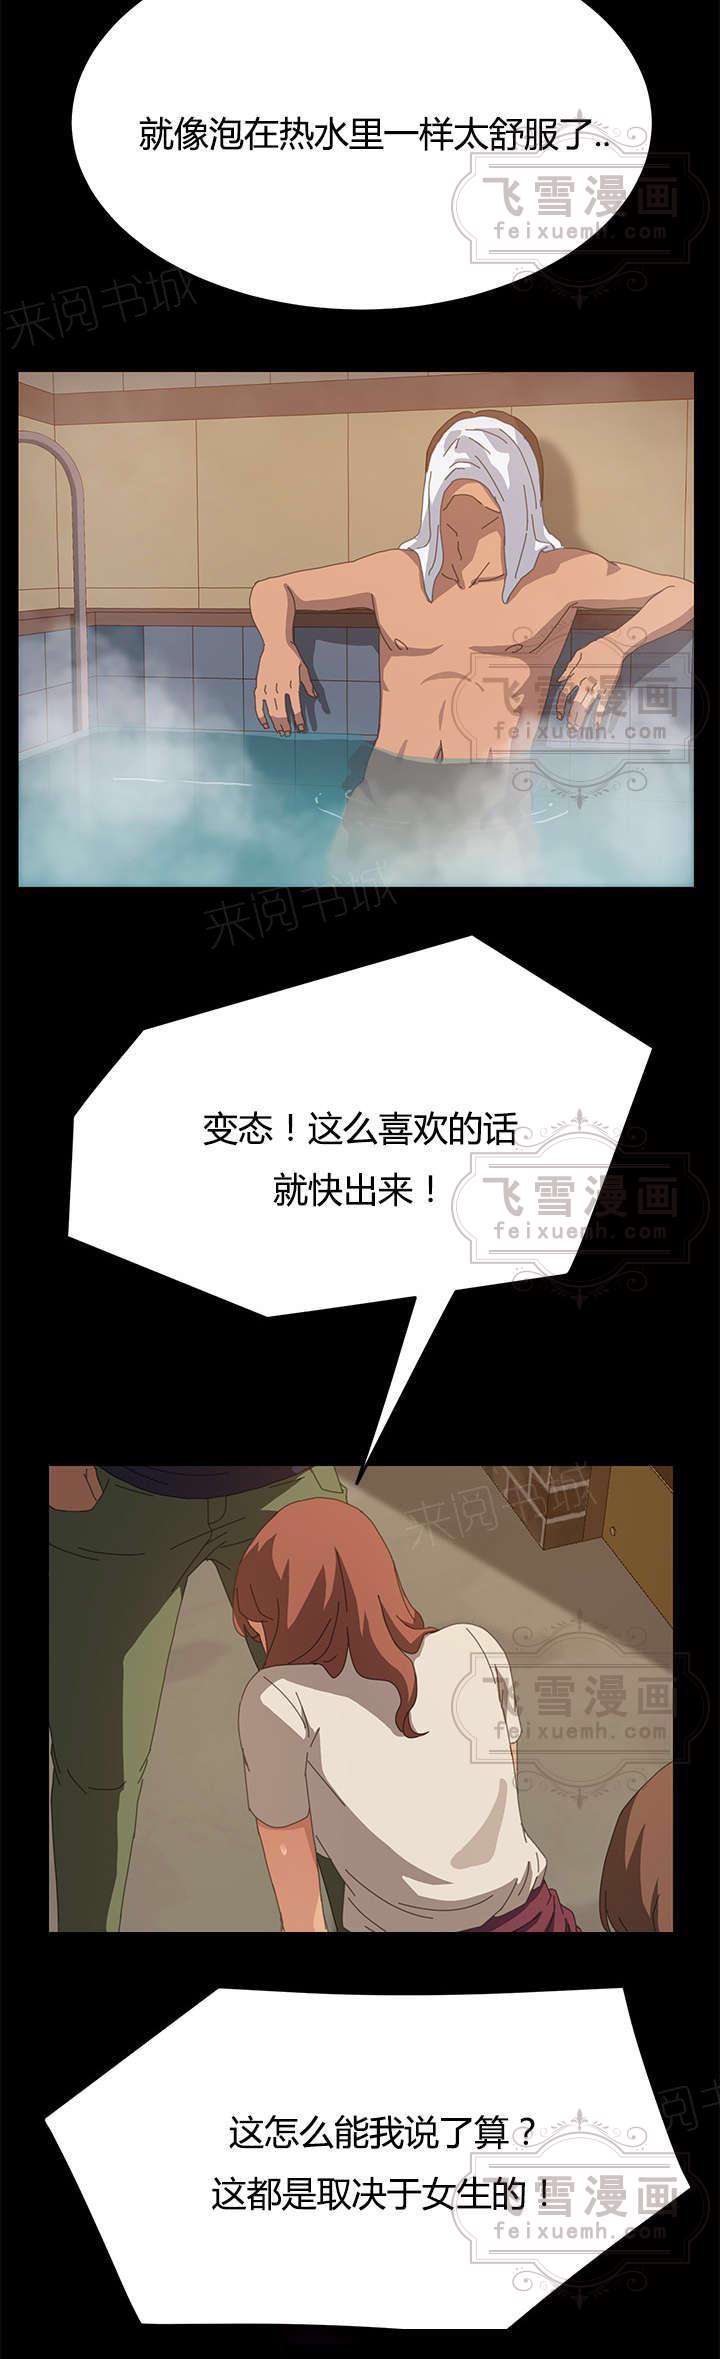 就像泡在热水里一样太舒服了..
飞雪漫画
feixuemh.com
来阅书城
飞雪漫画
feixuemh.com
来阅书城
变态！这么喜欢的话
就快出来！
飞雪漫画
feixuemh.com
来阅书城
飞雪漫画
feixuemh.com
这怎么能我说了算？
这都是取决于女生的！
飞雪漫画
feixuemh.com